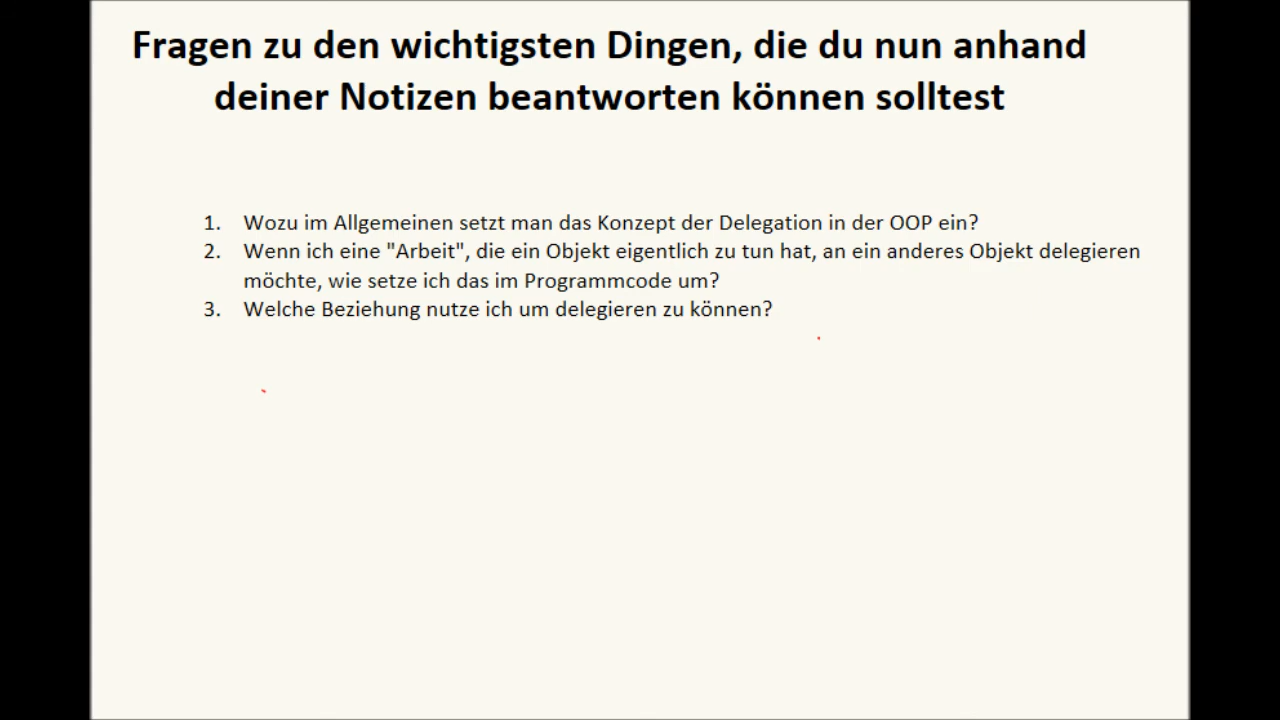 Fragen zu den wichtigsten Dingen, die du nun anhand
deiner Notizen beantworten können solltest
1. Wozu im Allgemeinen setzt man das Konzept der Delegation in der OOP ein?
2. Wenn ich eine "Arbeit", die ein Objekt eigentlich zu tun hat, an ein anderes Objekt delegieren
möchte, wie setze ich das im Programmcode um?
3. Welche Beziehung nutze ich um delegieren zu können?